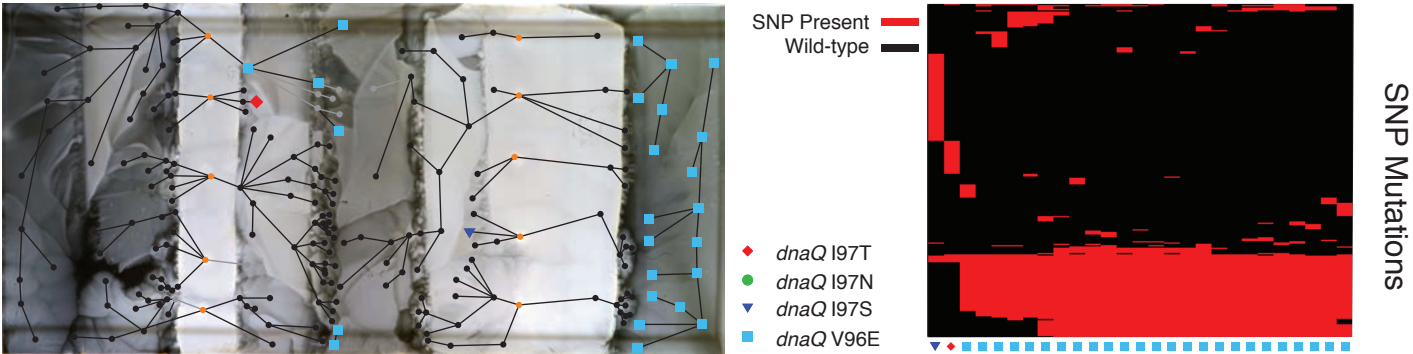 SNP Present
Wild-type
dnaQ I97T
dnaQ I97N
dnaQ I97S
dnaQ V96E
SNP Mutations